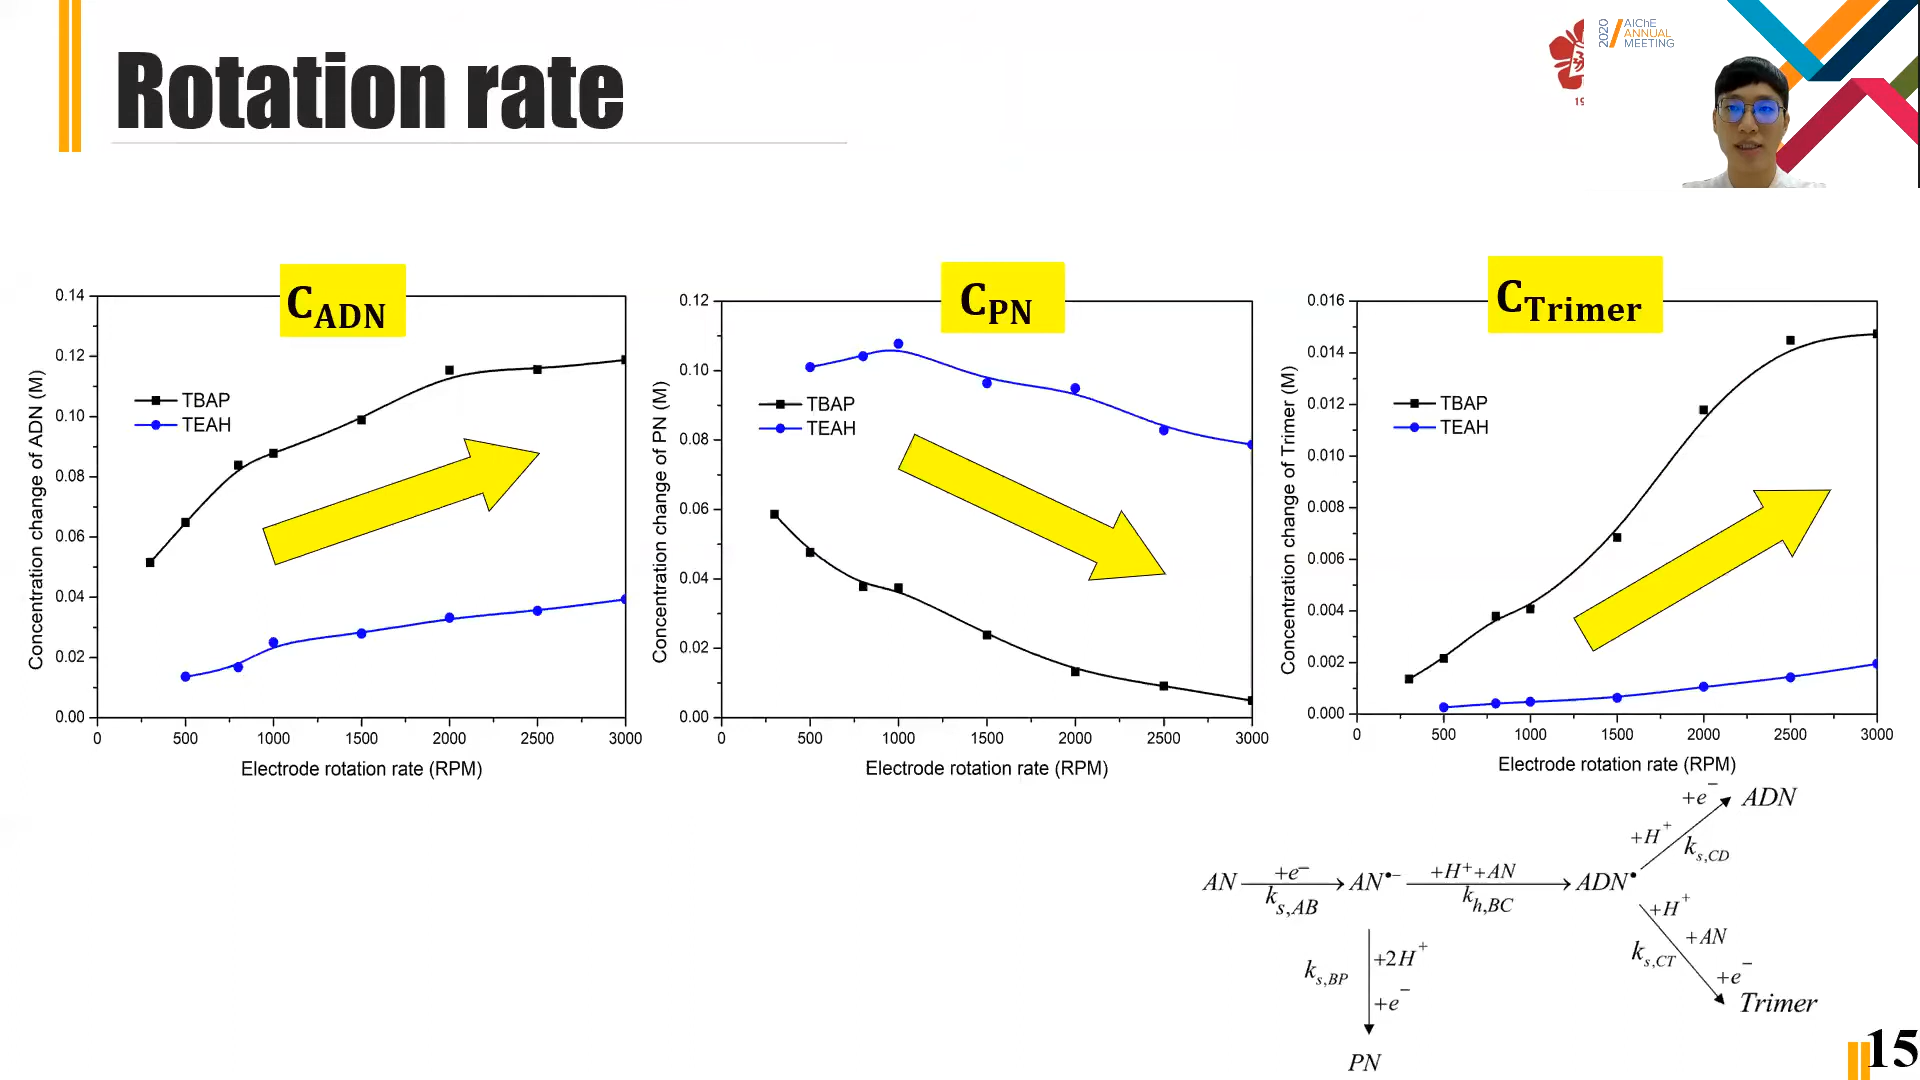 Rotation rate
2020 AIChE
ANNUAL
MEETING
C_ADN
0.14
0.12
0.10
0.08
0.06
0.04
0.02
0.00
TBAP
TEAH
Concentration change of ADN (M)
0 500 1000 1500 2000 2500 3000
Electrode rotation rate (RPM)
C_PN
0.12
0.10
0.08
0.06
0.04
0.02
0.00
TBAP
TEAH
Concentration change of PN (M)
0 500 1000 1500 2000 2500 3000
Electrode rotation rate (RPM)
C_Trimer
0.016
0.014
0.012
0.010
0.008
0.006
0.004
0.002
0.000
TBAP
TEAH
Concentration change of Trimer (M)
0 500 1000 1500 2000 2500 3000
Electrode rotation rate (RPM)
+e⁻ ADN
+H⁺ k_s,CD
AN +e⁻ k_s,AB AN•⁻ +H⁺+AN k_h,BC ADN•
+H⁺
+AN
k_s,CT
+e⁻
Trimer
k_s,BP +2H⁺
+e⁻
PN
15